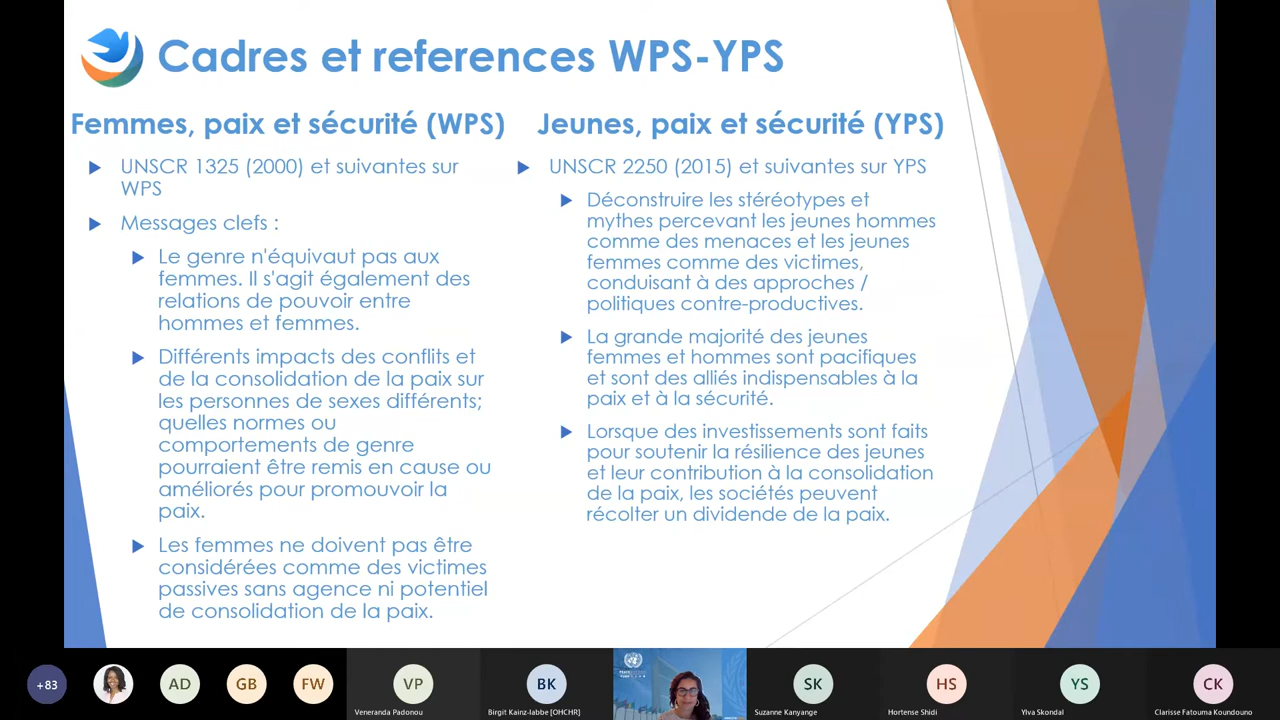 Cadres et references WPS-YPS
Femmes, paix et sécurité (WPS)
UNSCR 1325 (2000) et suivantes sur
WPS
Messages clefs :
Le genre n'équivaut pas aux
femmes. Il s'agit également des
relations de pouvoir entre
hommes et femmes.
Différents impacts des conflits et
de la consolidation de la paix sur
les personnes de sexes différents;
quelles normes ou
comportements de genre
pourraient être remis en cause ou
améliorés pour promouvoir la
paix.
Les femmes ne doivent pas être
considérées comme des victimes
passives sans agence ni potentiel
de consolidation de la paix.
Jeunes, paix et sécurité (YPS)
UNSCR 2250 (2015) et suivantes sur YPS
Déconstruire les stéréotypes et
mythes percevant les jeunes hommes
comme des menaces et les jeunes
femmes comme des victimes,
conduisant à des approches /
politiques contre-productives.
La grande majorité des jeunes
femmes et hommes sont pacifiques
et sont des alliés indispensables à la
paix et à la sécurité.
Lorsque des investissements sont faits
pour soutenir la résilience des jeunes
et leur contribution à la consolidation
de la paix, les sociétés peuvent
récolter un dividende de la paix.
+83
AD
GB
FW
VP
BK
SK
HS
YS
CK
Veneranda Padonou
Birgit Kainz-labbe [OHCHR]
Suzanne Kanyange
Hortense Shidi
Ylva Skondal
Clarisse Fatouma Koundouno